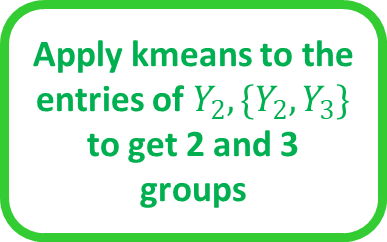 Apply kmeans to the
entries of Y₂, {Y₂, Y₃}
to get 2 and 3
groups